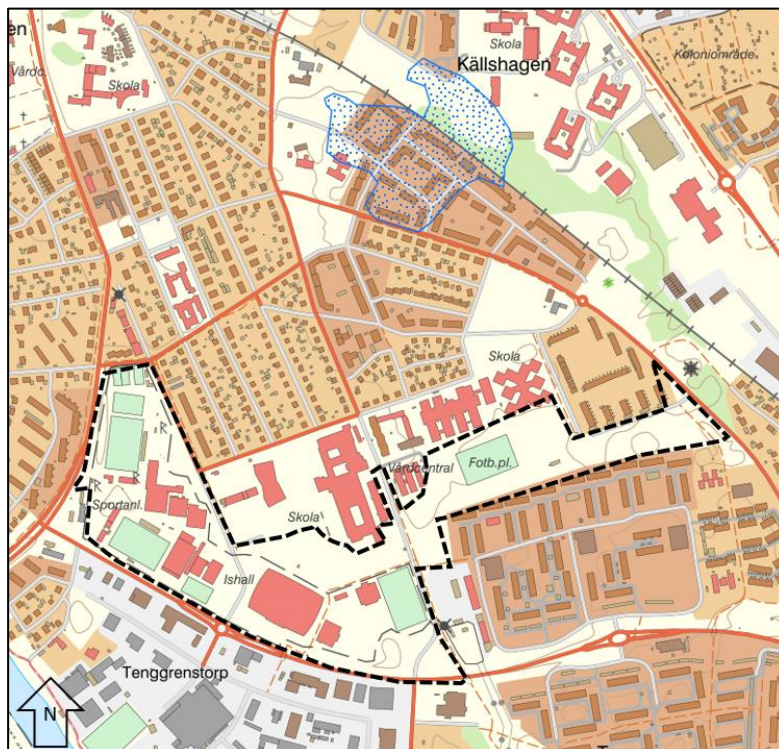 en
Vårdc.
Skola
Skola
Källshagen
Koloniområde
Skola
Vårdcentral
Fotb.pl.
Sportanl.
Skola
Ishall
Tenggrenstorp
N